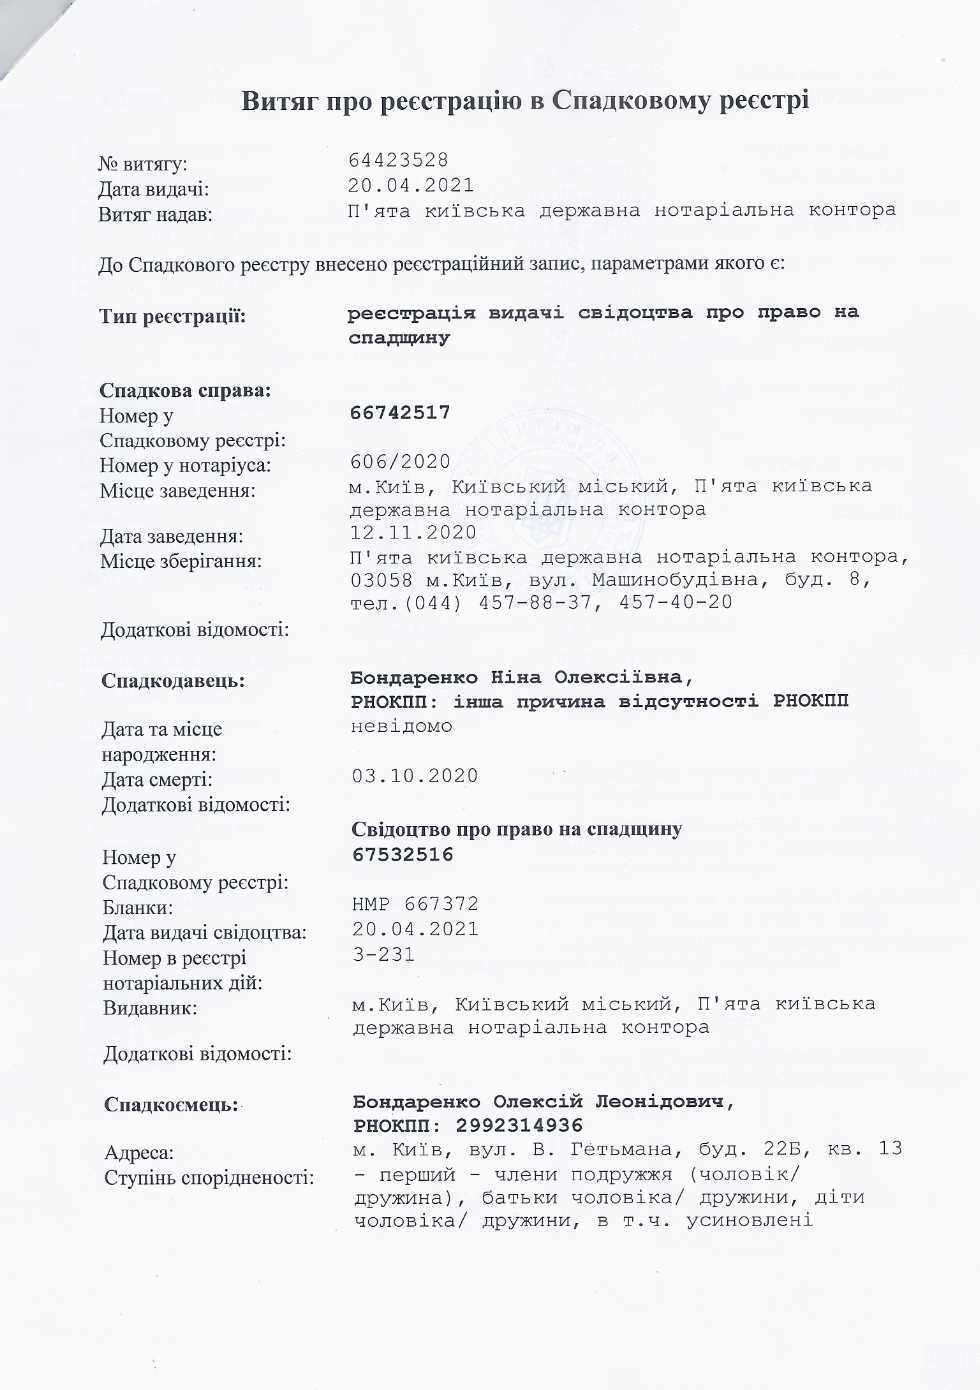 Витяг про реєстрацію в Спадковому реєстрі
№ витягу: 64423528
Дата видачі: 20.04.2021
Витяг надав: П'ята київська державна нотаріальна контора
До Спадкового реєстру внесено реєстраційний запис, параметрами якого є:
Тип реєстрації: реєстрація видачі свідоцтва про право на
спадщину
Спадкова справа:
Номер у 66742517
Спадковому реєстрі:
Номер у нотаріуса: 606/2020
Місце заведення: м.Київ, Київський міський, П'ята київська
державна нотаріальна контора
Дата заведення: 12.11.2020
Місце зберігання: П'ята київська державна нотаріальна контора,
03058 м.Київ, вул. Машинобудівна, буд. 8,
тел.(044) 457-88-37, 457-40-20
Додаткові відомості:
Спадкодавець: Бондаренко Ніна Олексіївна,
РНОКПП: інша причина відсутності РНОКПП
Дата та місце невідомо
народження:
Дата смерті: 03.10.2020
Додаткові відомості:
Свідоцтво про право на спадщину
Номер у 67532516
Спадковому реєстрі:
Бланки: НМР 667372
Дата видачі свідоцтва: 20.04.2021
Номер в реєстрі 3-231
нотаріальних дій:
Видавник: м.Київ, Київський міський, П'ята київська
державна нотаріальна контора
Додаткові відомості:
Спадкоємець: Бондаренко Олексій Леонідович,
РНОКПП: 2992314936
Адреса: м. Київ, вул. В. Гетьмана, буд. 22Б, кв. 13
Ступінь спорідненості: - перший - члени подружжя (чоловік/
дружина), батьки чоловіка/ дружини, діти
чоловіка/ дружини, в т.ч. усиновлені